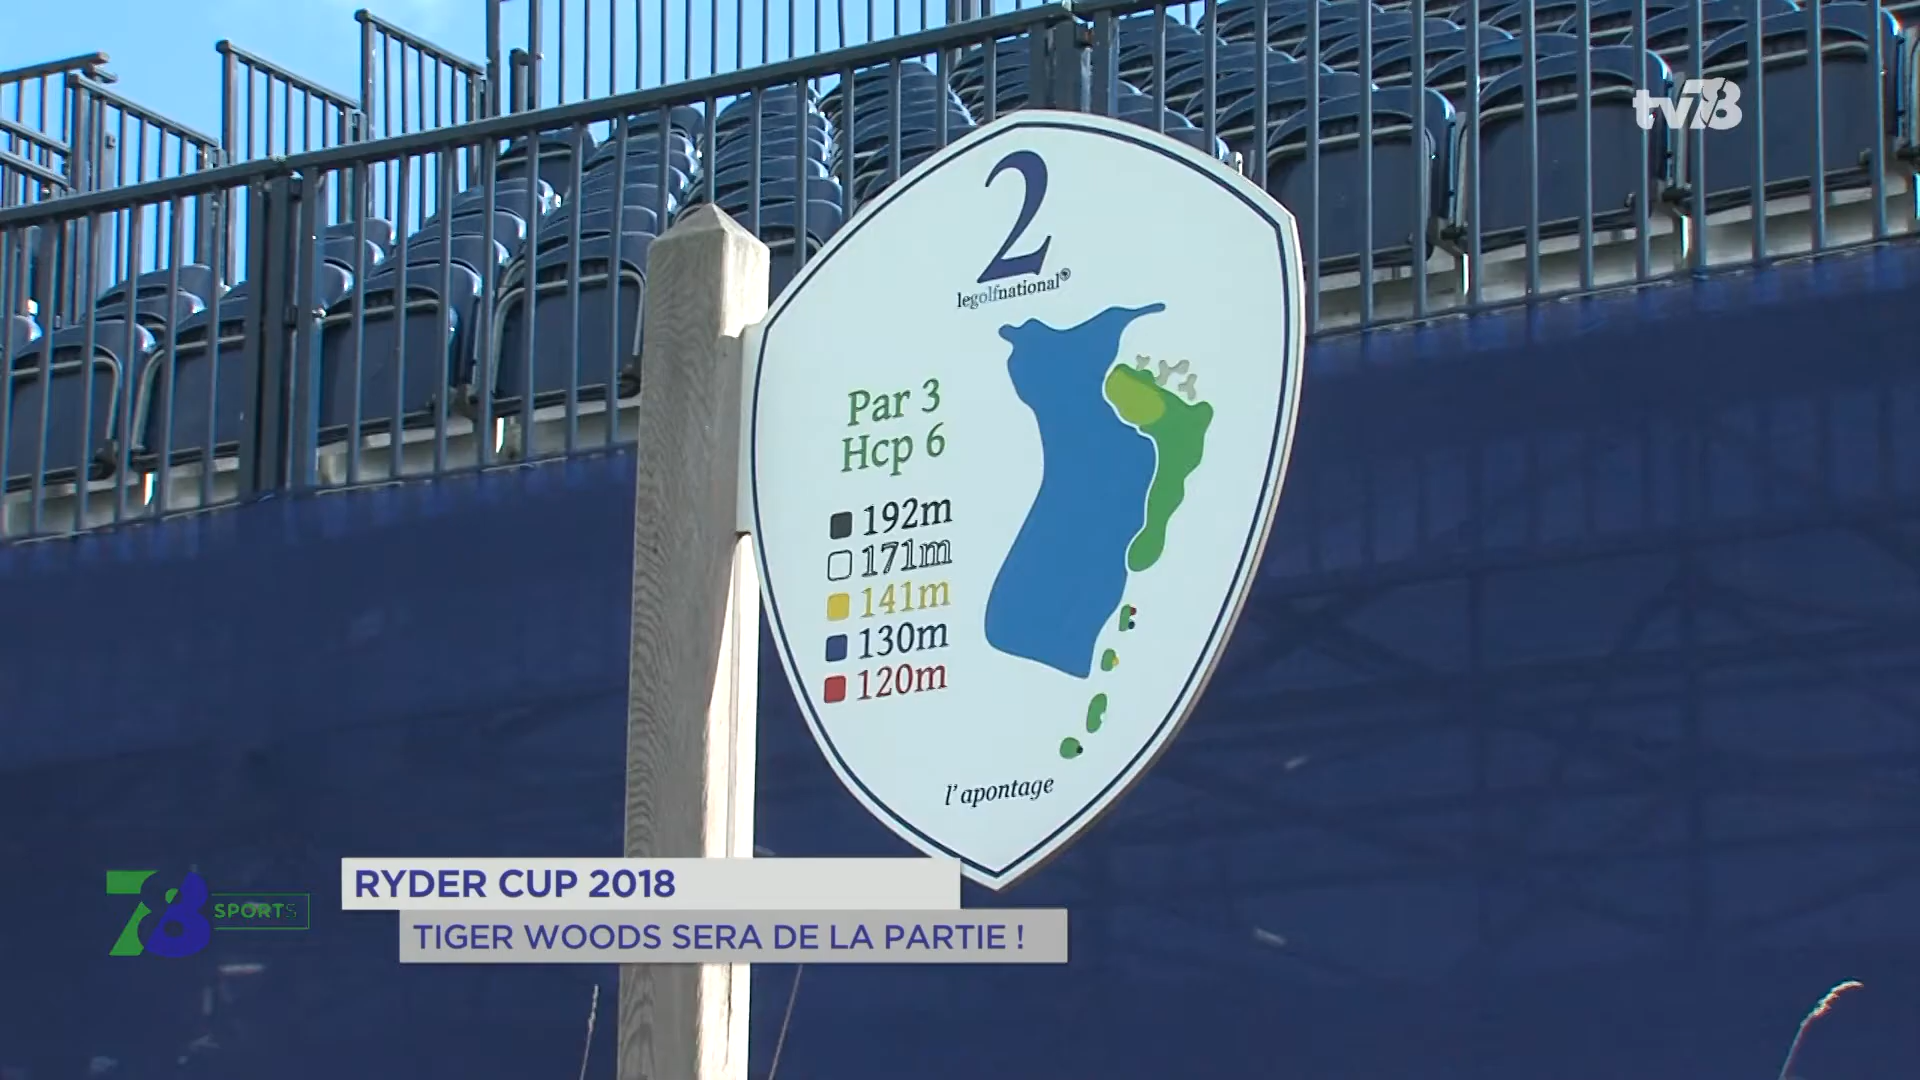 tv78
2
legolfnational®
Par 3
Hcp 6
192m
171m
141m
130m
120m
l'apontage
78 SPORTS
RYDER CUP 2018
TIGER WOODS SERA DE LA PARTIE !